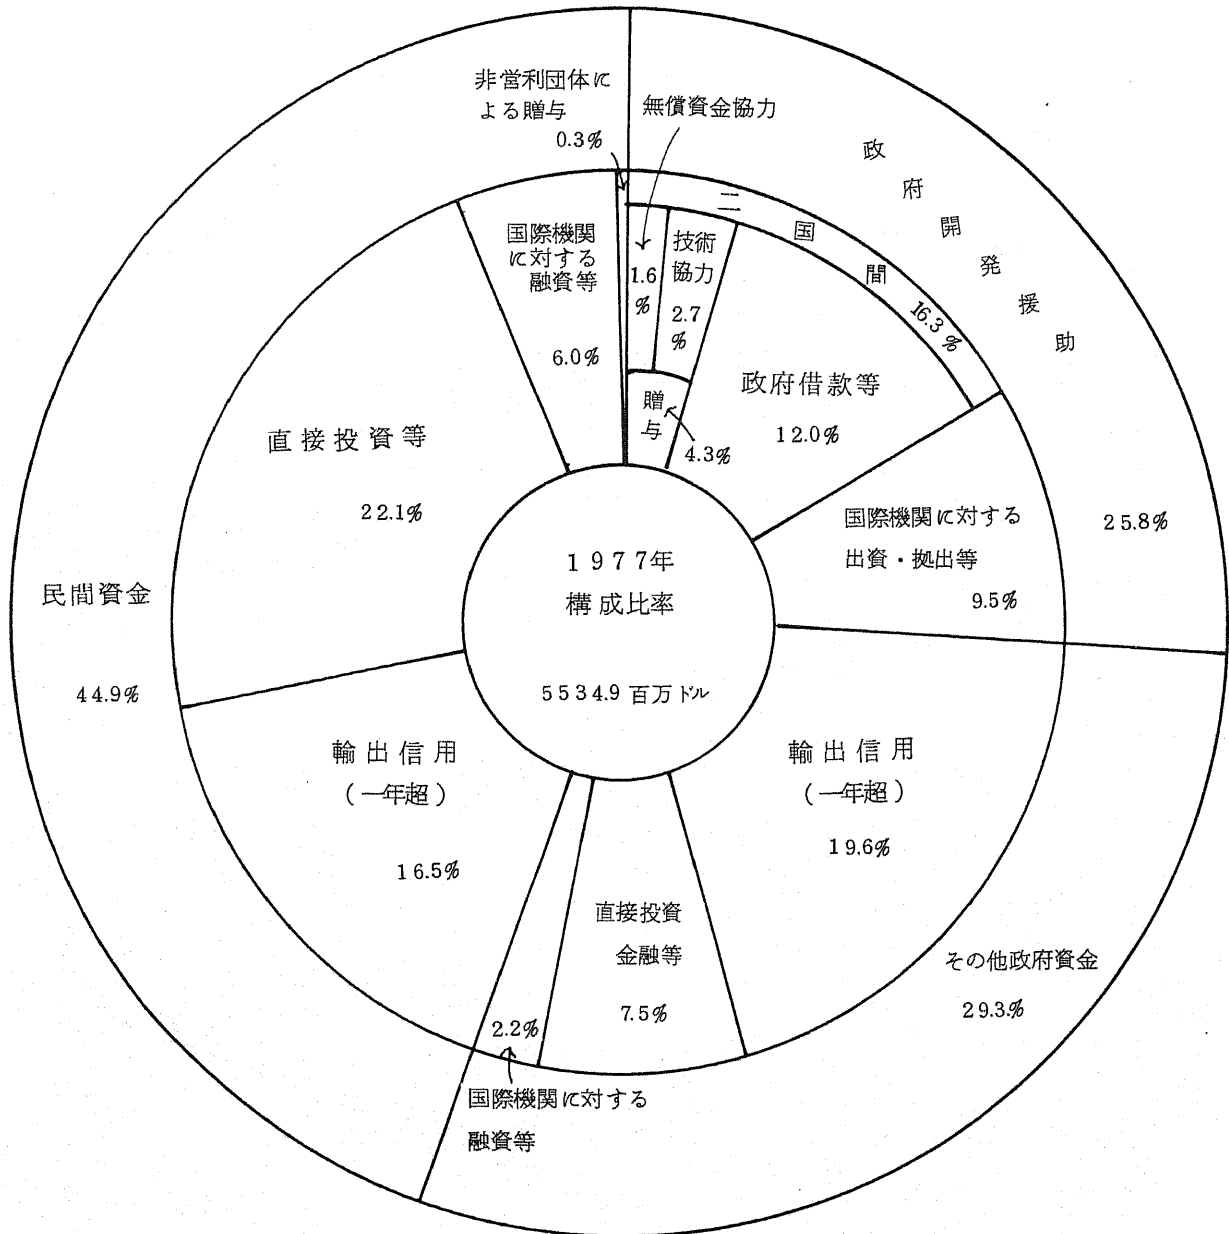 非営利団体に
よる贈与
0.3%
無償資金協力
1.6
%
技術
協力
2.7
%
贈
与
4.3%
二国間 16.3%
政府開発援助
25.8%
政府借款等
12.0%
国際機関に対する
出資・拠出等
9.5%
国際機関
に対する
融資等
6.0%
直接投資等
22.1%
民間資金
44.9%
1977年
構成比率
5534.9 百万ドル
輸出信用
(一年超)
16.5%
輸出信用
(一年超)
19.6%
直接投資
金融等
7.5%
2.2%
国際機関に対する
融資等
その他政府資金
29.3%